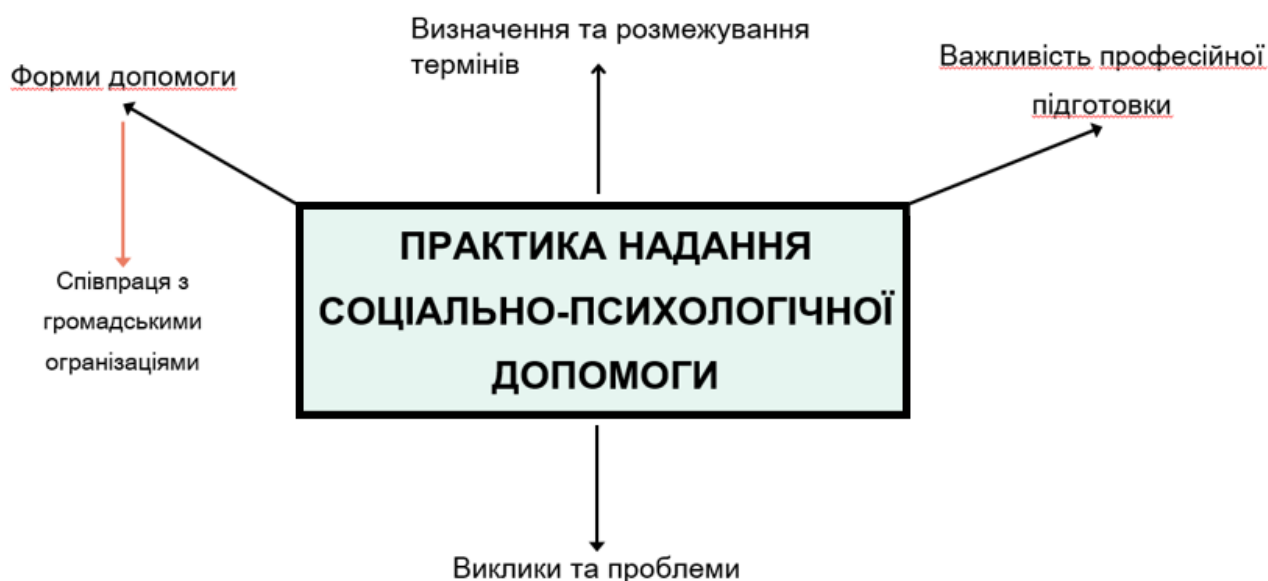 Визначення та розмежування
термінів
Форми допомоги
Важливість професійної
підготовки
ПРАКТИКА НАДАННЯ
СОЦІАЛЬНО-ПСИХОЛОГІЧНОЇ
ДОПОМОГИ
Співпраця з
громадськими
огранізаціями
Виклики та проблеми